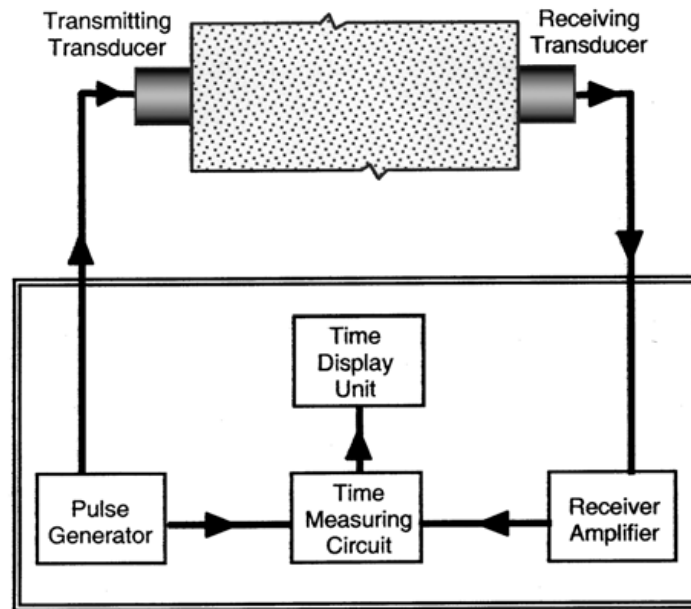 Transmitting
Transducer
Receiving
Transducer
Time
Display
Unit
Pulse
Generator
Time
Measuring
Circuit
Receiver
Amplifier